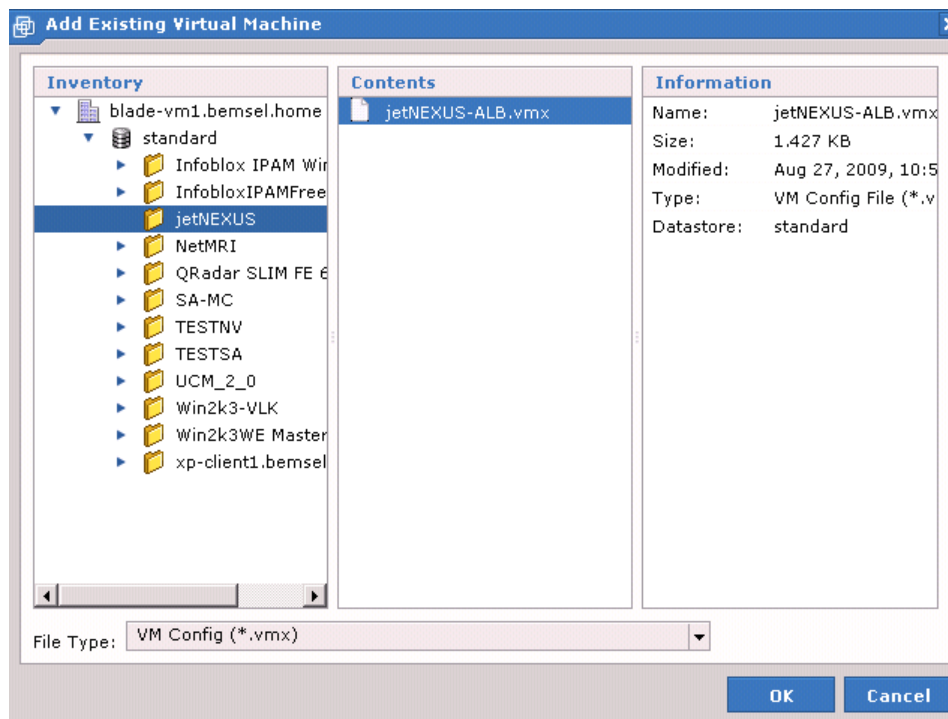 Add Existing Virtual Machine
Inventory
blade-vm1.bemsel.home
standard
Infoblox IPAM Wir
InfobloxIPAMFree
jetNEXUS
NetMRI
QRadar SLIM FE 6
SA-MC
TESTNV
TESTSA
UCM_2_0
Win2k3-VLK
Win2k3WE Master
xp-client1.bemsel
Contents
jetNEXUS-ALB.vmx
Information
Name: jetNEXUS-ALB.vmx
Size: 1.427 KB
Modified: Aug 27, 2009, 10:5
Type: VM Config File (*.v
Datastore: standard
File Type: VM Config (*.vmx)
OK Cancel